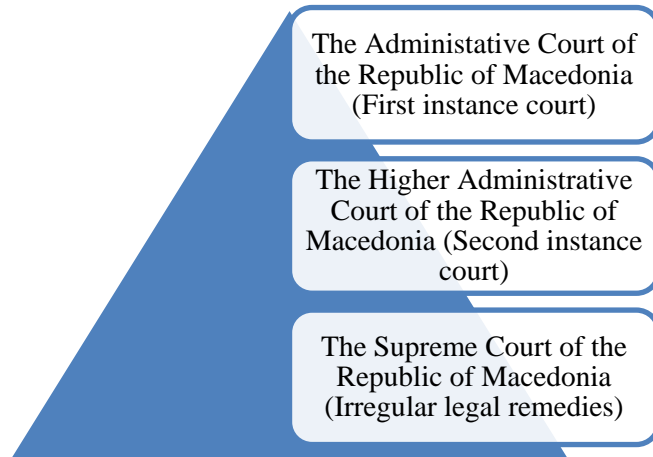 The Administative Court of
the Republic of Macedonia
(First instance court)
The Higher Administrative
Court of the Republic of
Macedonia (Second instance
court)
The Supreme Court of the
Republic of Macedonia
(Irregular legal remedies)